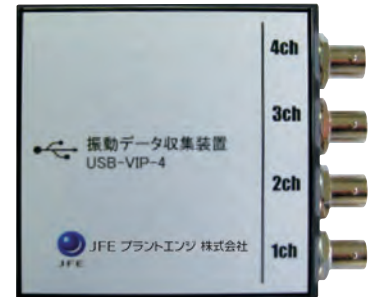 4ch
3ch
振動データ収集装置
USB-VIP-4
2ch
JFE
JFE プラントエンジ 株式会社
1ch